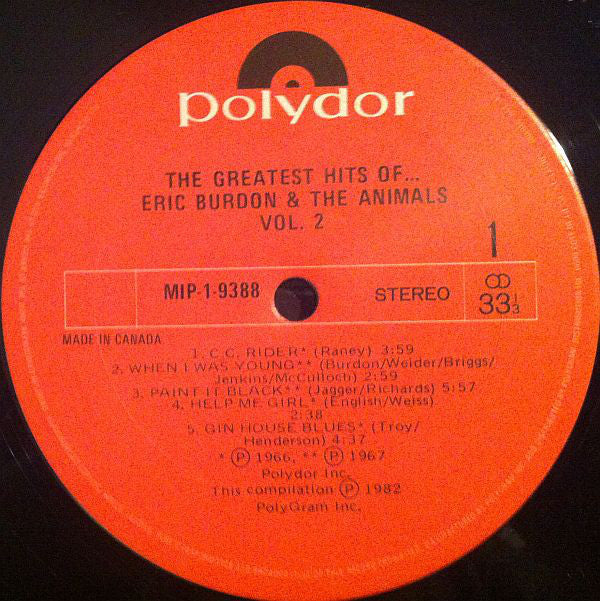 polydor
THE GREATEST HITS OF...
ERIC BURDON & THE ANIMALS
VOL. 2
1
MIP-1-9388
STEREO
33 1/3
MADE IN CANADA
1. C.C. RIDER* (Raney) 3:59
2. WHEN I WAS YOUNG** (Burdon/Weider/Briggs/
Jenkins/McCulloch) 2:59
3. PAINT IT BLACK** (Jagger/Richards) 5:57
4. HELP ME GIRL* (English/Weiss)
2:38
5. GIN HOUSE BLUES* (Troy/
Henderson) 4:37
* Ⓟ 1966, ** Ⓟ 1967
Polydor Inc.
This compilation Ⓟ 1982
PolyGram Inc.